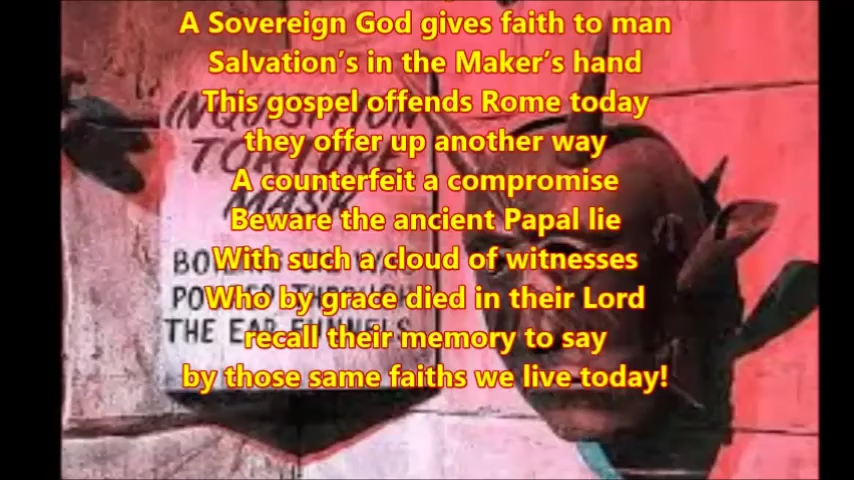 A Sovereign God gives faith to man
Salvation's in the Maker's hand
This gospel offends Rome today
they offer up another way
A counterfeit a compromise
Beware the ancient Papal lie
With such a cloud of witnesses
Who by grace died in their Lord
recall their memory to say
by those same faiths we live today!
INQUISITION
TORTURE
MASK
THE EAR FUNNELS